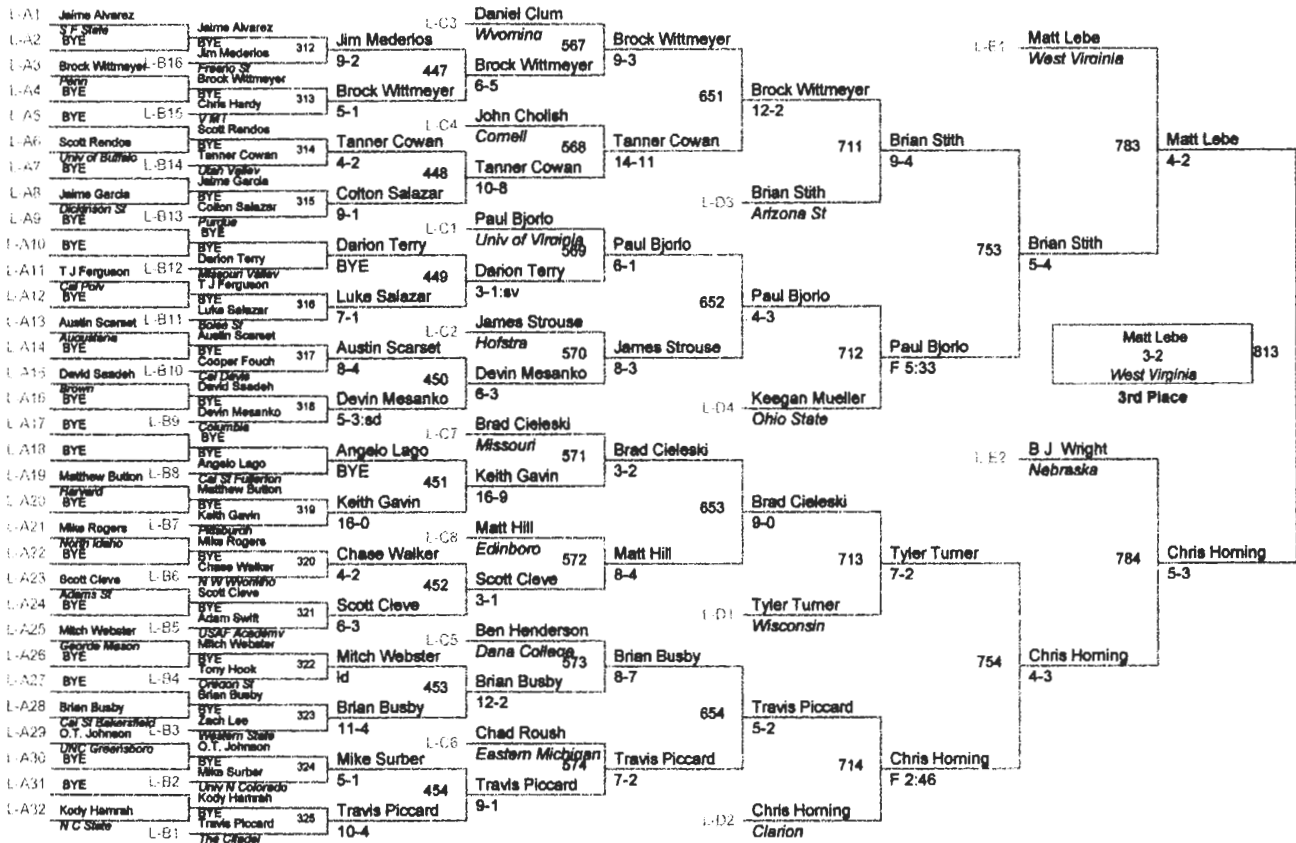 L-A1 Jaime Alvarez
S F State
L-A2 BYE
L-A3 Brock Wittmeyer
Penn
L-A4 BYE
L-A5 BYE
L-A6 Scott Rendos
Univ of Buffalo
L-A7 BYE
L-A8 Jaime Garcia
Dickinson St
L-A9 BYE
L-A10 BYE
L-A11 T J Ferguson
Cal Poly
L-A12 BYE
L-A13 Austin Scarset
Augustana
L-A14 BYE
L-A15 David Saadeh
Brown
L-A16 BYE
L-A17 BYE
L-A18 BYE
L-A19 Matthew Button
Harvard
L-A20 BYE
L-A21 Mike Rogers
North Idaho
L-A22 BYE
L-A23 Scott Cleve
Adams St
L-A24 BYE
L-A25 Mitch Webster
George Mason
L-A26 BYE
L-A27 BYE
L-A28 Brian Busby
Cal St Bakersfield
L-A29 O.T. Johnson
UNC Greensboro
L-A30 BYE
L-A31 BYE
L-A32 Kody Hamrah
N C State
Jaime Alvarez
BYE
312
L-B16 Jim Mederios
Fresno St
Brock Wittmeyer
BYE
313
L-B15 Chris Hardy
V M I
Scott Rendos
BYE
314
L-B14 Tanner Cowan
Utah Valley
Jaime Garcia
BYE
315
L-B13 Colton Salazar
Purdue
BYE
BYE
L-B12 Darion Terry
Missouri Valley
T J Ferguson
BYE
316
L-B11 Luke Salazar
Boise St
Austin Scarset
BYE
317
L-B10 Cooper Fouch
Cal Davis
David Saadeh
BYE
318
L-B9 Devin Mesanko
Columbia
BYE
BYE
L-B8 Angelo Lago
Cal St Fullerton
Matthew Button
BYE
319
L-B7 Keith Gavin
Pittsburgh
Mike Rogers
BYE
320
L-B6 Chase Walker
N W Wyoming
Scott Cleve
BYE
321
L-B5 Adam Swift
USAF Academy
Mitch Webster
BYE
322
L-B4 Tony Hook
Oregon St
Brian Busby
BYE
323
L-B3 Zach Lee
Western State
O.T. Johnson
BYE
324
L-B2 Mike Surber
Univ N Colorado
Kody Hamrah
BYE
325
L-B1 Travis Piccard
The Citadel
Jim Mederios
9-2
447
Brock Wittmeyer
5-1
Tanner Cowan
4-2
448
Colton Salazar
9-1
Darion Terry
BYE
449
Luke Salazar
7-1
Austin Scarset
8-4
450
Devin Mesanko
5-3:sd
Angelo Lago
BYE
451
Keith Gavin
16-0
Chase Walker
4-2
452
Scott Cleve
6-3
Mitch Webster
id
453
Brian Busby
11-4
Mike Surber
5-1
454
Travis Piccard
10-4
L-C3 Daniel Clum
Wyoming
567
Brock Wittmeyer
6-5
L-C4 John Cholish
Cornell
568
Tanner Cowan
10-8
L-C1 Paul Bjorlo
Univ of Virginia
569
Darion Terry
3-1:sv
L-C2 James Strouse
Hofstra
570
Devin Mesanko
6-3
L-C7 Brad Cieleski
Missouri
571
Keith Gavin
16-9
L-C8 Matt Hill
Edinboro
572
Scott Cleve
3-1
L-C5 Ben Henderson
Dana College
573
Brian Busby
12-2
L-C6 Chad Roush
Eastern Michigan
574
Travis Piccard
9-1
Brock Wittmeyer
9-3
651
Tanner Cowan
14-11
Paul Bjorlo
6-1
652
James Strouse
8-3
Brad Cieleski
3-2
653
Matt Hill
8-4
Brian Busby
8-7
654
Travis Piccard
7-2
Brock Wittmeyer
12-2
711
L-D3 Brian Stith
Arizona St
Paul Bjorlo
4-3
712
L-D4 Keegan Mueller
Ohio State
Brad Cieleski
9-0
713
L-D1 Tyler Turner
Wisconsin
Travis Piccard
5-2
714
L-D2 Chris Horning
Clarion
Brian Stith
9-4
753
Paul Bjorlo
F 5:33
Tyler Turner
7-2
754
Chris Horning
F 2:46
L-E1 Matt Lebe
West Virginia
783
Brian Stith
5-4
L-E2 B J Wright
Nebraska
784
Chris Horning
4-3
Matt Lebe
4-2
Chris Horning
5-3
Matt Lebe
3-2
West Virginia
813
3rd Place